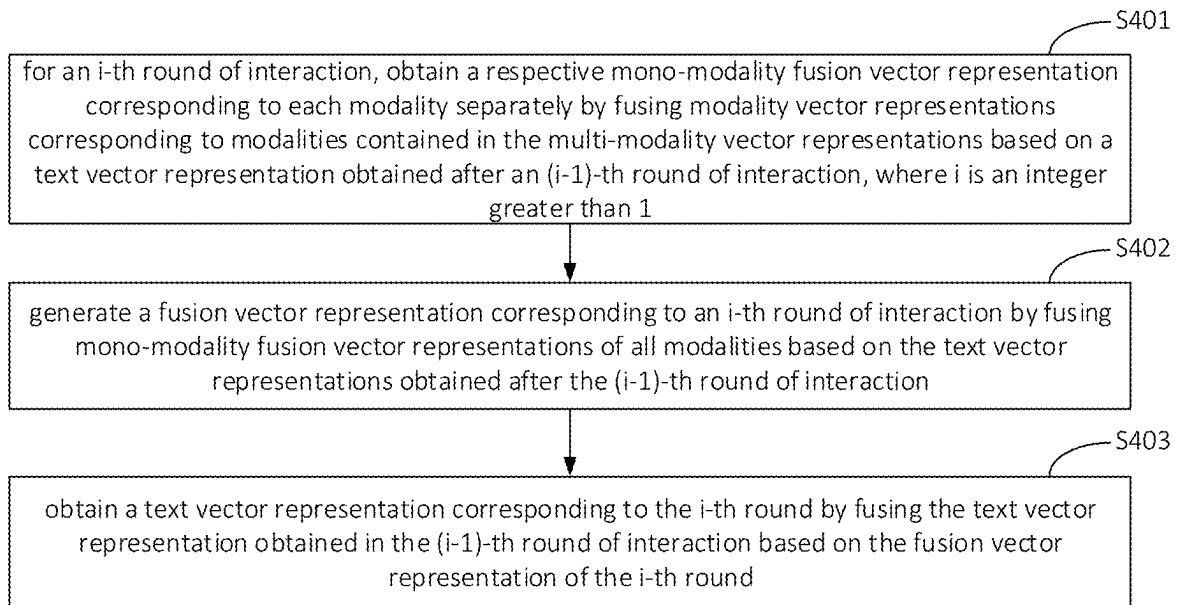 S401
for an i-th round of interaction, obtain a respective mono-modality fusion vector representation
corresponding to each modality separately by fusing modality vector representations
corresponding to modalities contained in the multi-modality vector representations based on a
text vector representation obtained after an (i-1)-th round of interaction, where i is an integer
greater than 1
S402
generate a fusion vector representation corresponding to an i-th round of interaction by fusing
mono-modality fusion vector representations of all modalities based on the text vector
representations obtained after the (i-1)-th round of interaction
S403
obtain a text vector representation corresponding to the i-th round by fusing the text vector
representation obtained in the (i-1)-th round of interaction based on the fusion vector
representation of the i-th round